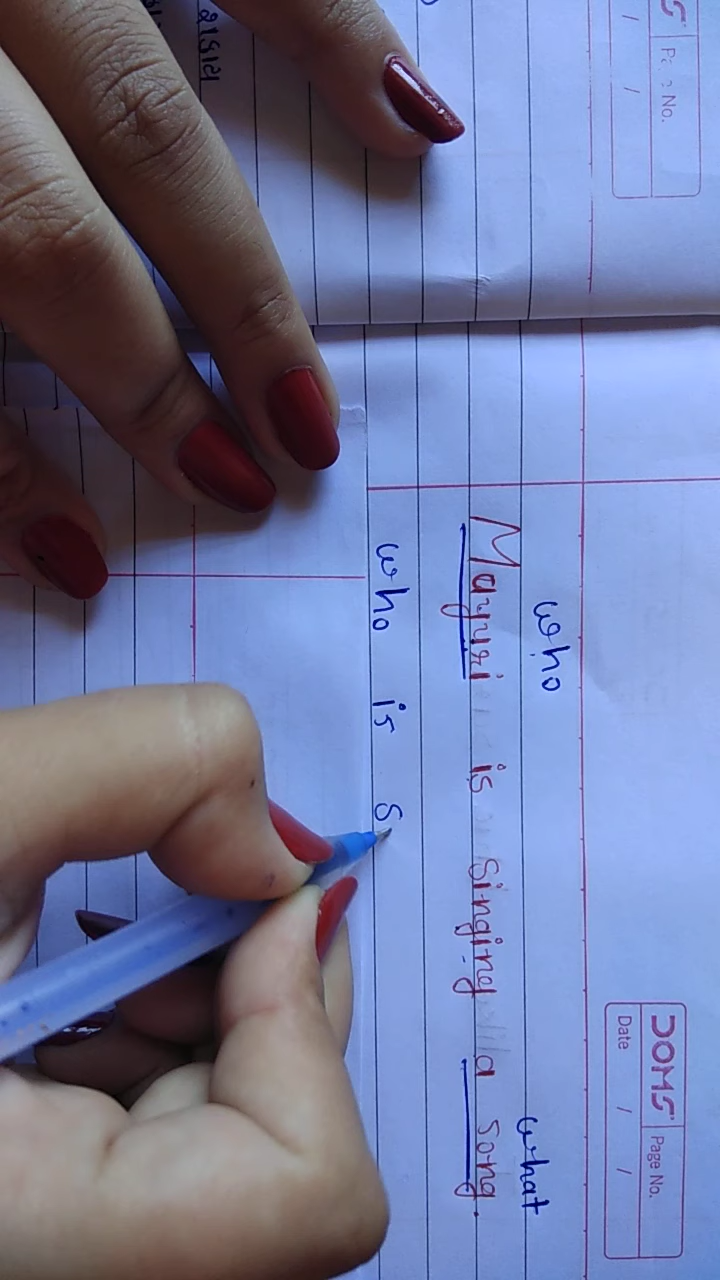 DOMS Page No.
Date / /
who what
Mayuri is singing a song.
who is s